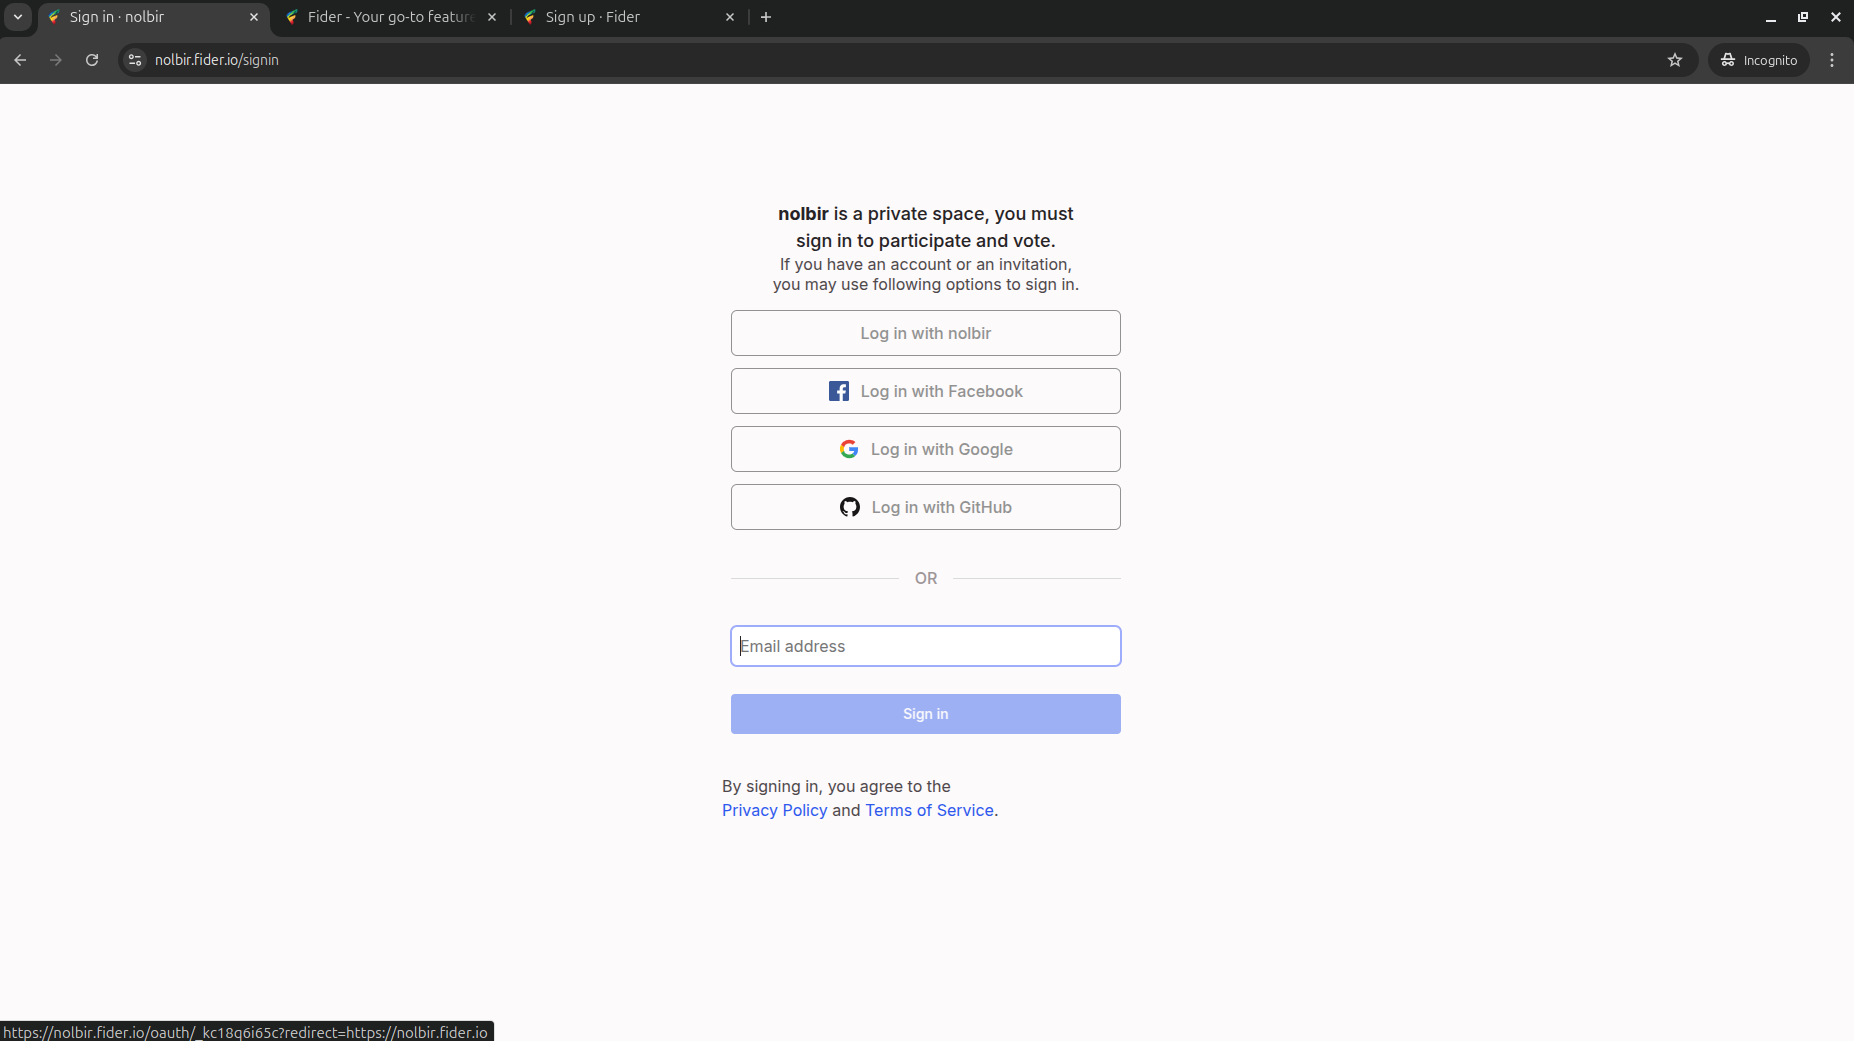 Sign in · nolbir
Fider - Your go-to feature
Sign up · Fider
nolbir.fider.io/signin
Incognito
nolbir is a private space, you must
sign in to participate and vote.
If you have an account or an invitation,
you may use following options to sign in.
Log in with nolbir
Log in with Facebook
Log in with Google
Log in with GitHub
OR
Email address
Sign in
By signing in, you agree to the
Privacy Policy and Terms of Service.
https://nolbir.fider.io/oauth/_kc18q6i65c?redirect=https://nolbir.fider.io